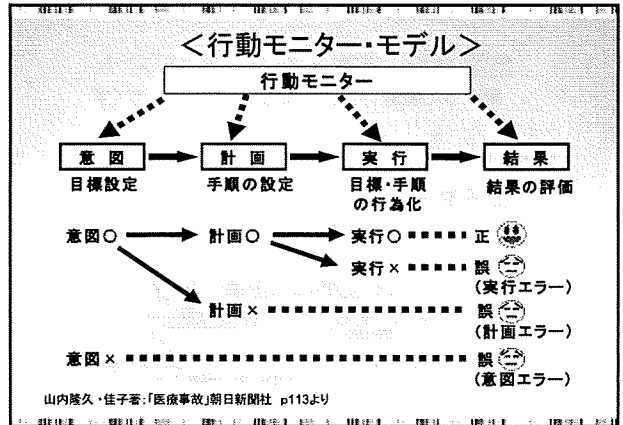 ＜行動モニター・モデル＞
行動モニター
意図 計画 実行 結果
目標設定 手順の設定 目標・手順の行為化 結果の評価
意図○ 計画○ 実行○ 正
実行× 誤
(実行エラー)
計画× 誤
(計画エラー)
意図× 誤
(意図エラー)
山内隆久・佳子著:「医療事故」朝日新聞社 p113より